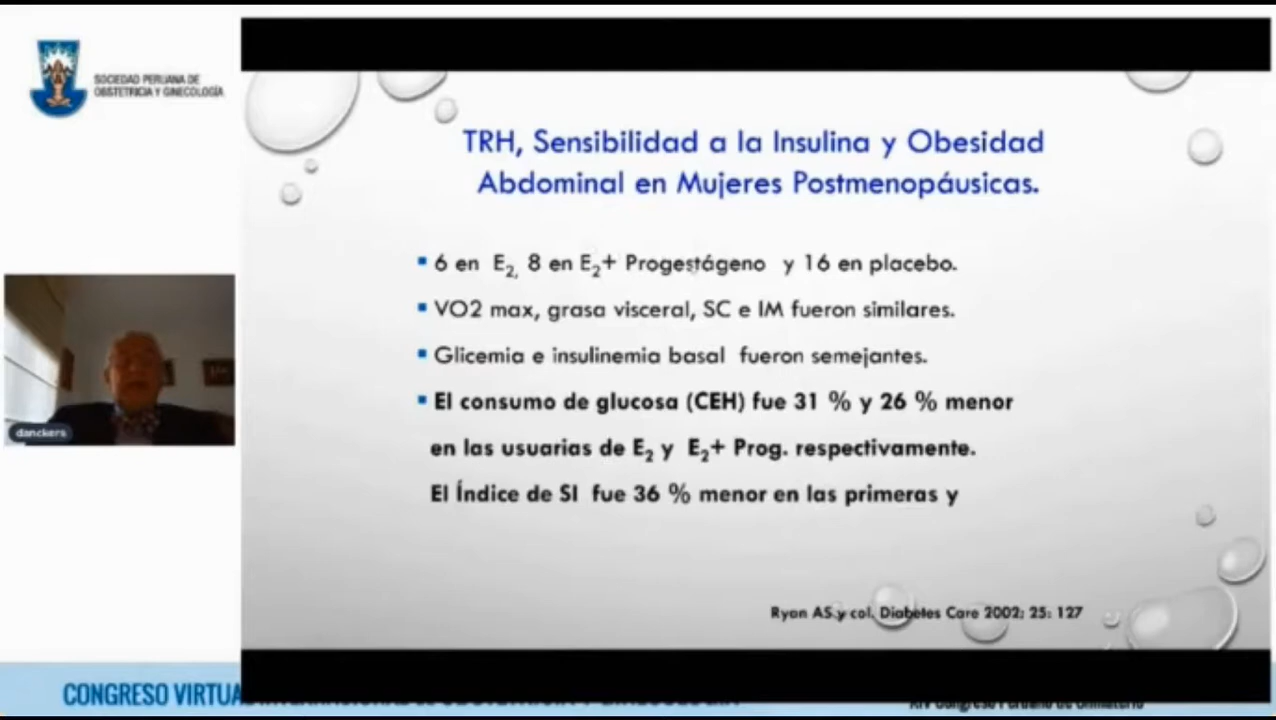 SOCIEDAD PERUANA DE
OBSTETRICIA Y GINECOLOGÍA
TRH, Sensibilidad a la Insulina y Obesidad
Abdominal en Mujeres Postmenopáusicas.
▪ 6 en E₂, 8 en E₂+ Progestágeno y 16 en placebo.
▪ VO2 max, grasa visceral, SC e IM fueron similares.
▪ Glicemia e insulinemia basal fueron semejantes.
▪ El consumo de glucosa (CEH) fue 31 % y 26 % menor
en las usuarias de E₂ y E₂+ Prog. respectivamente.
El Índice de SI fue 36 % menor en las primeras y
danckers
Ryan AS y col. Diabetes Care 2002; 25: 127
CONGRESO VIRTUA